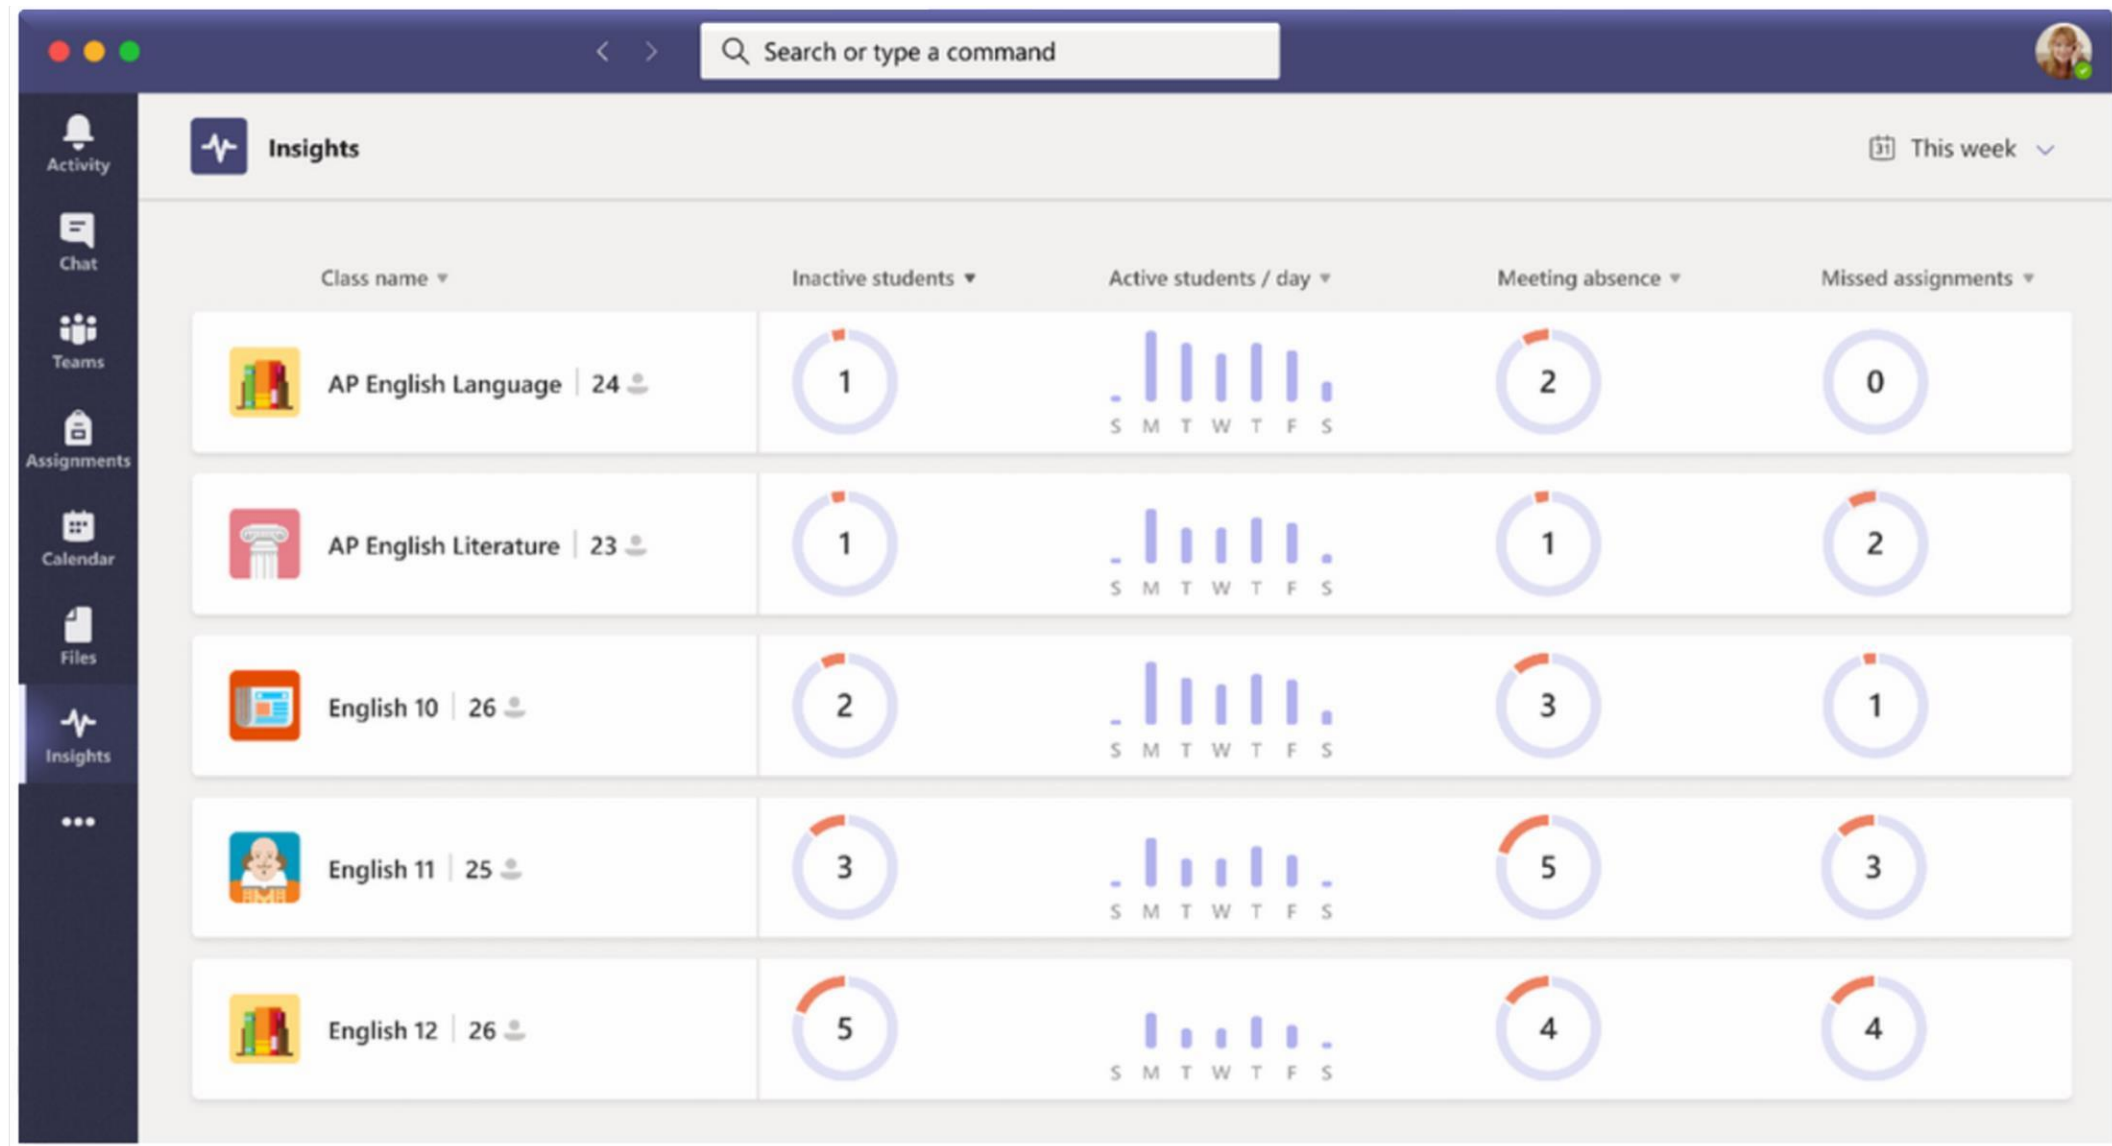 Search or type a command
Activity
Insights
31 This week
Chat
Teams
Assignments
Calendar
Files
Insights
Class name Inactive students Active students / day Meeting absence Missed assignments
AP English Language | 24 1 2 0
S M T W T F S
AP English Literature | 23 1 1 2
S M T W T F S
English 10 | 26 2 3 1
S M T W T F S
English 11 | 25 3 5 3
S M T W T F S
English 12 | 26 5 4 4
S M T W T F S